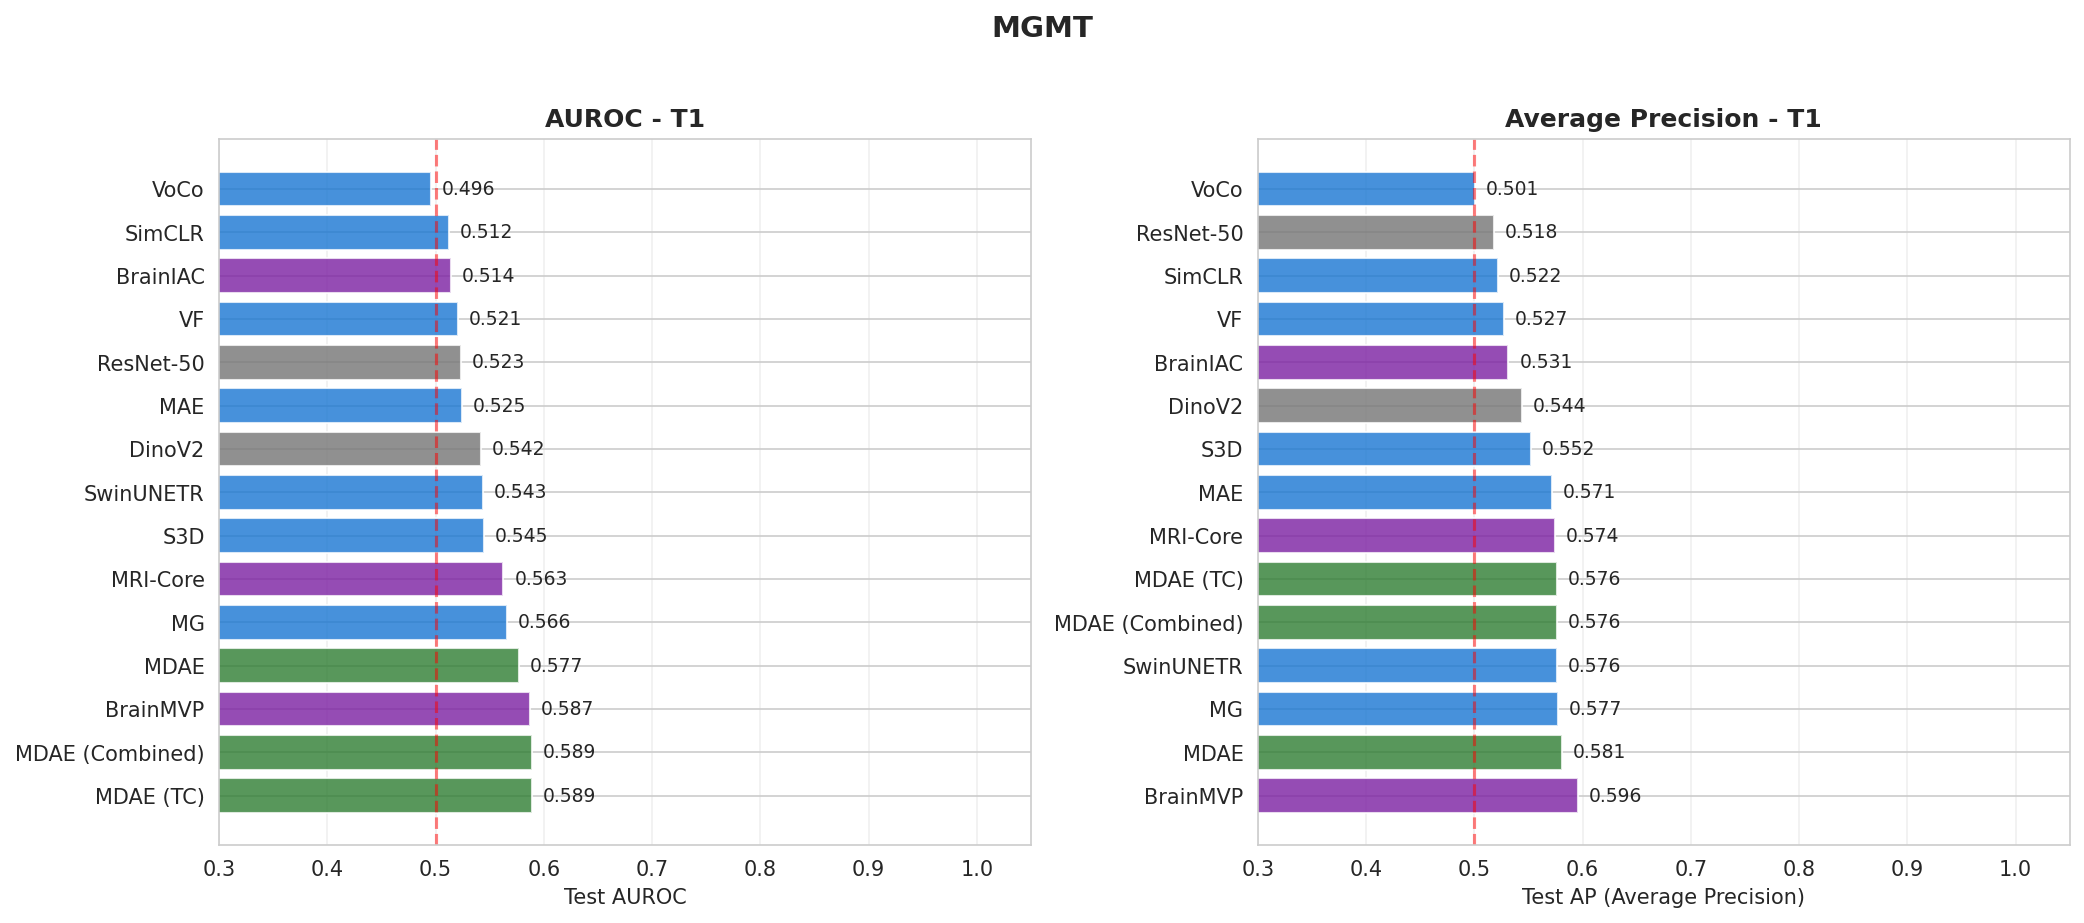 MGMT
AUROC - T1
VoCo 0.496
SimCLR 0.512
BrainIAC 0.514
VF 0.521
ResNet-50 0.523
MAE 0.525
DinoV2 0.542
SwinUNETR 0.543
S3D 0.545
MRI-Core 0.563
MG 0.566
MDAE 0.577
BrainMVP 0.587
MDAE (Combined) 0.589
MDAE (TC) 0.589
0.3 0.4 0.5 0.6 0.7 0.8 0.9 1.0
Test AUROC
Average Precision - T1
VoCo 0.501
ResNet-50 0.518
SimCLR 0.522
VF 0.527
BrainIAC 0.531
DinoV2 0.544
S3D 0.552
MAE 0.571
MRI-Core 0.574
MDAE (TC) 0.576
MDAE (Combined) 0.576
SwinUNETR 0.576
MG 0.577
MDAE 0.581
BrainMVP 0.596
0.3 0.4 0.5 0.6 0.7 0.8 0.9 1.0
Test AP (Average Precision)